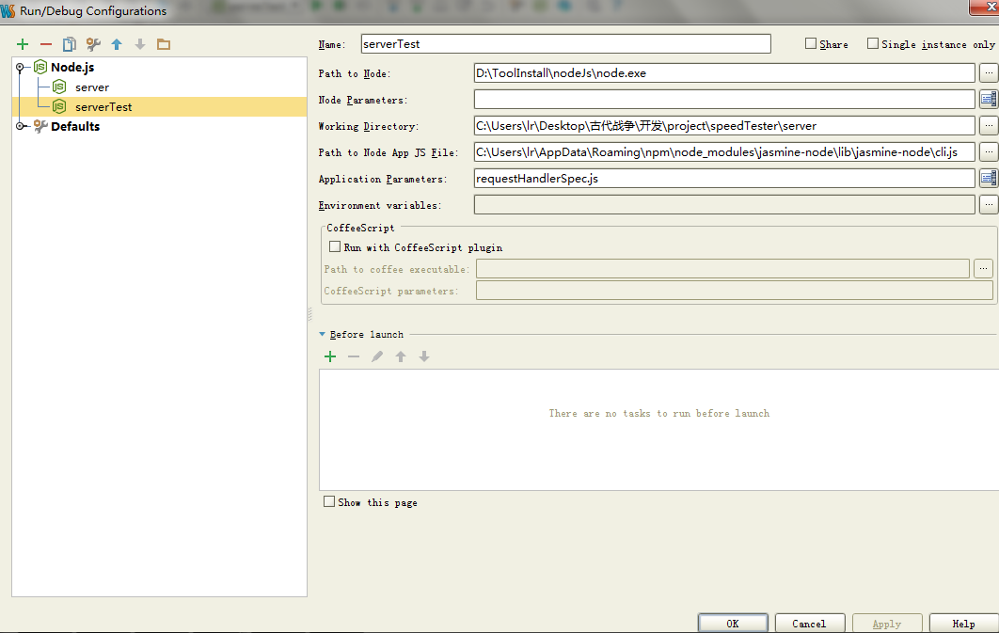 Run/Debug Configurations
Name: serverTest Share Single instance only
Node.js
server
serverTest
Defaults
Path to Node: D:\ToolInstall\nodeJs\node.exe ...
Node Parameters:
Working Directory: C:\Users\lr\Desktop\古代战争\开发\project\speedTester\server ...
Path to Node App JS File: C:\Users\lr\AppData\Roaming\npm\node_modules\jasmine-node\lib\jasmine-node\cli.js ...
Application Parameters: requestHandlerSpec.js
Environment variables: ...
CoffeeScript
Run with CoffeeScript plugin
Path to coffee executable: ...
CoffeeScript parameters:
Before launch
There are no tasks to run before launch
Show this page
OK Cancel Apply Help